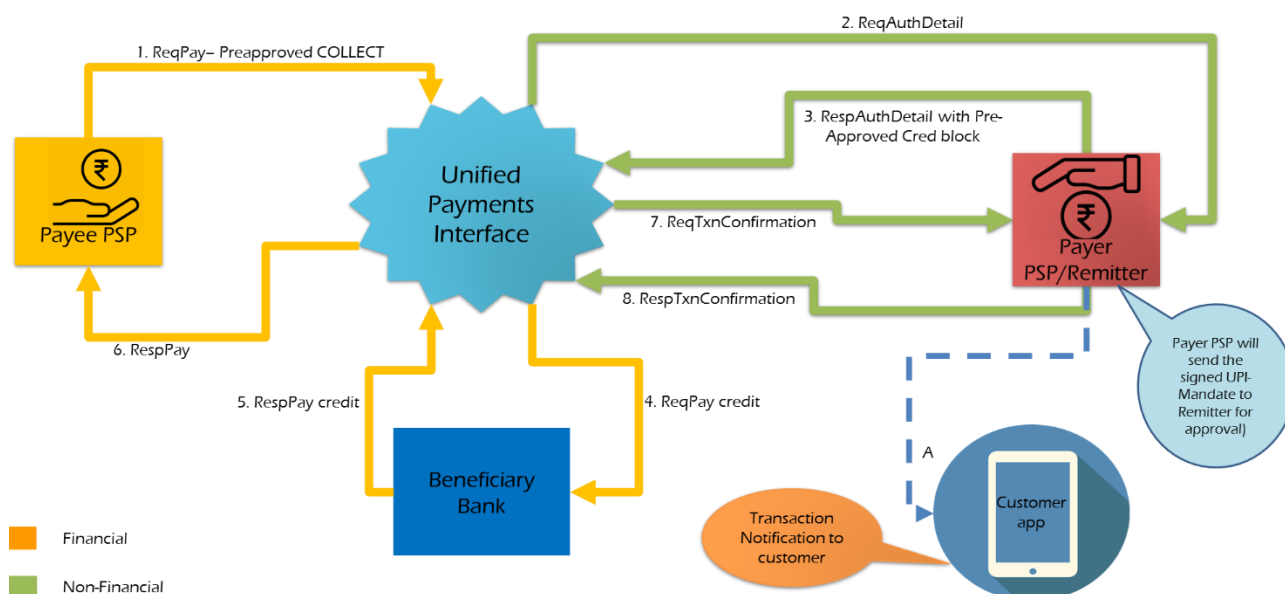 2. ReqAuthDetail
1. ReqPay– Preapproved COLLECT
3. RespAuthDetail with Pre-
Approved Cred block
₹
Payee PSP
Unified
Payments
Interface
₹
Payer
PSP/Remitter
7. ReqTxnConfirmation
8. RespTxnConfirmation
6. RespPay
5. RespPay credit
4. ReqPay credit
Payer PSP will
send the
signed UPI-
Mandate to
Remitter for
approval)
A
Beneficiary
Bank
Customer
app
Transaction
Notification to
customer
Financial
Non-Financial